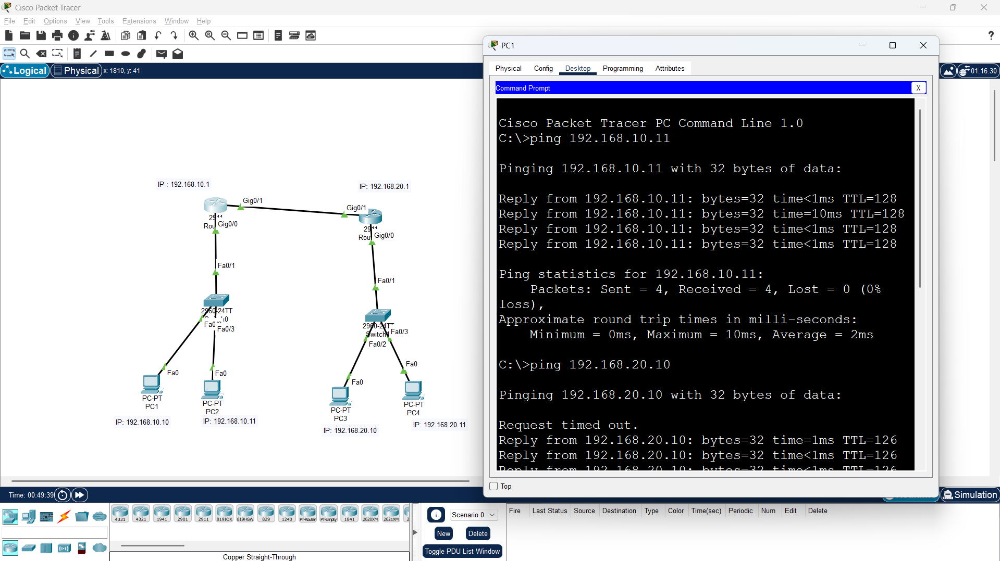 Cisco Packet Tracer
File Edit Options View Tools Extensions Window Help
?
Logical Physical x: 1810, y: 41
01:16:30
PC1
Physical Config Desktop Programming Attributes
Command Prompt X
Cisco Packet Tracer PC Command Line 1.0
C:\>ping 192.168.10.11
Pinging 192.168.10.11 with 32 bytes of data:
Reply from 192.168.10.11: bytes=32 time<1ms TTL=128
Reply from 192.168.10.11: bytes=32 time=10ms TTL=128
Reply from 192.168.10.11: bytes=32 time<1ms TTL=128
Reply from 192.168.10.11: bytes=32 time<1ms TTL=128
Ping statistics for 192.168.10.11:
Packets: Sent = 4, Received = 4, Lost = 0 (0%
loss),
Approximate round trip times in milli-seconds:
Minimum = 0ms, Maximum = 10ms, Average = 2ms
C:\>ping 192.168.20.10
Pinging 192.168.20.10 with 32 bytes of data:
Request timed out.
Reply from 192.168.20.10: bytes=32 time=1ms TTL=126
Reply from 192.168.20.10: bytes=32 time<1ms TTL=126
Reply from 192.168.20.10: bytes=32 time<1ms TTL=126
Top
IP : 192.168.10.1
IP: 192.168.20.1
Gig0/1
Gig0/1
2911
Rou Gig0/0
2911
Rou Gig0/0
Fa0/1
Fa0/1
2960-24TT
Fa0/3
2960-24TT
Switch1
Fa0/3
Fa0/2
Fa0
Fa0
Fa0
Fa0
PC-PT
PC1
PC-PT
PC2
PC-PT
PC3
PC-PT
PC4
IP: 192.168.10.10
IP: 192.168.10.11
IP: 192.168.20.10
IP: 192.168.20.11
Time: 00:49:39
Simulation
4331 4321 1941 2901 2911 819IOX 819HGW 829 1240 PT-Router PT-Empty 1841 2620XM 2621XM 2
Copper Straight-Through
Scenario 0
New Delete
Toggle PDU List Window
Fire Last Status Source Destination Type Color Time(sec) Periodic Num Edit Delete